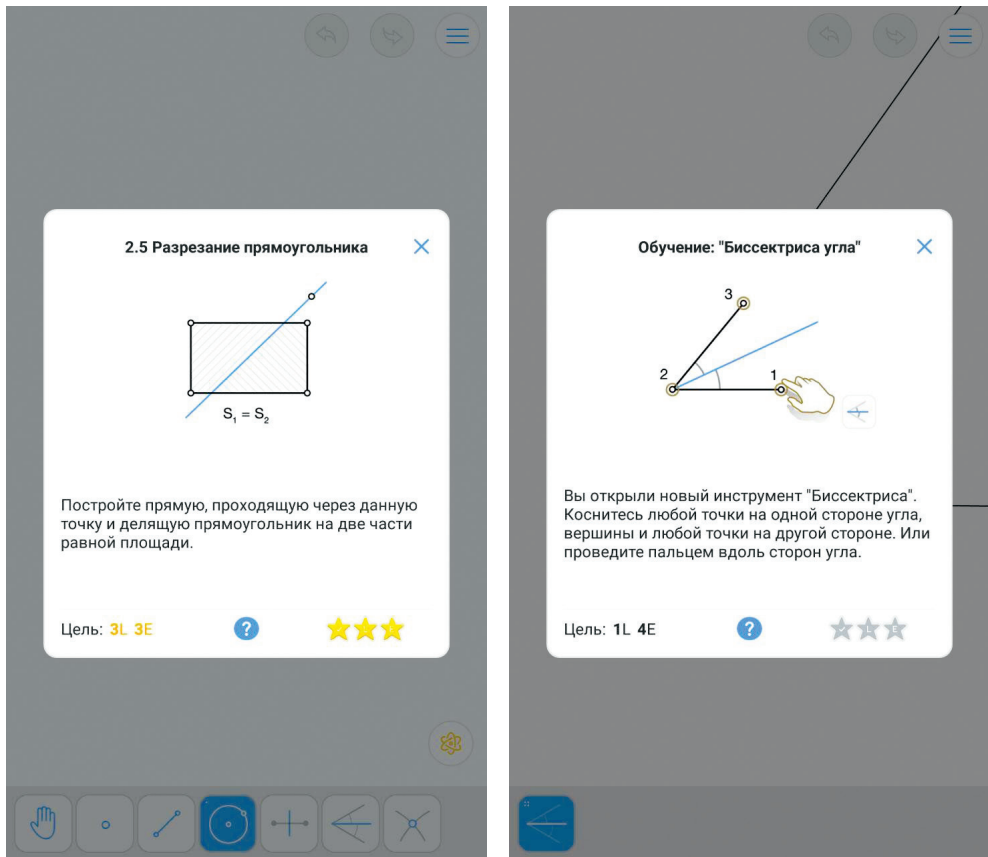 2.5 Разрезание прямоугольника
S₁ = S₂
Постройте прямую, проходящую через данную
точку и делящую прямоугольник на две части
равной площади.
Цель: 3L 3E
?
Обучение: "Биссектриса угла"
3
2
1
Вы открыли новый инструмент "Биссектриса".
Коснитесь любой точки на одной стороне угла,
вершины и любой точки на другой стороне. Или
проведите пальцем вдоль сторон угла.
Цель: 1L 4E
?
L E